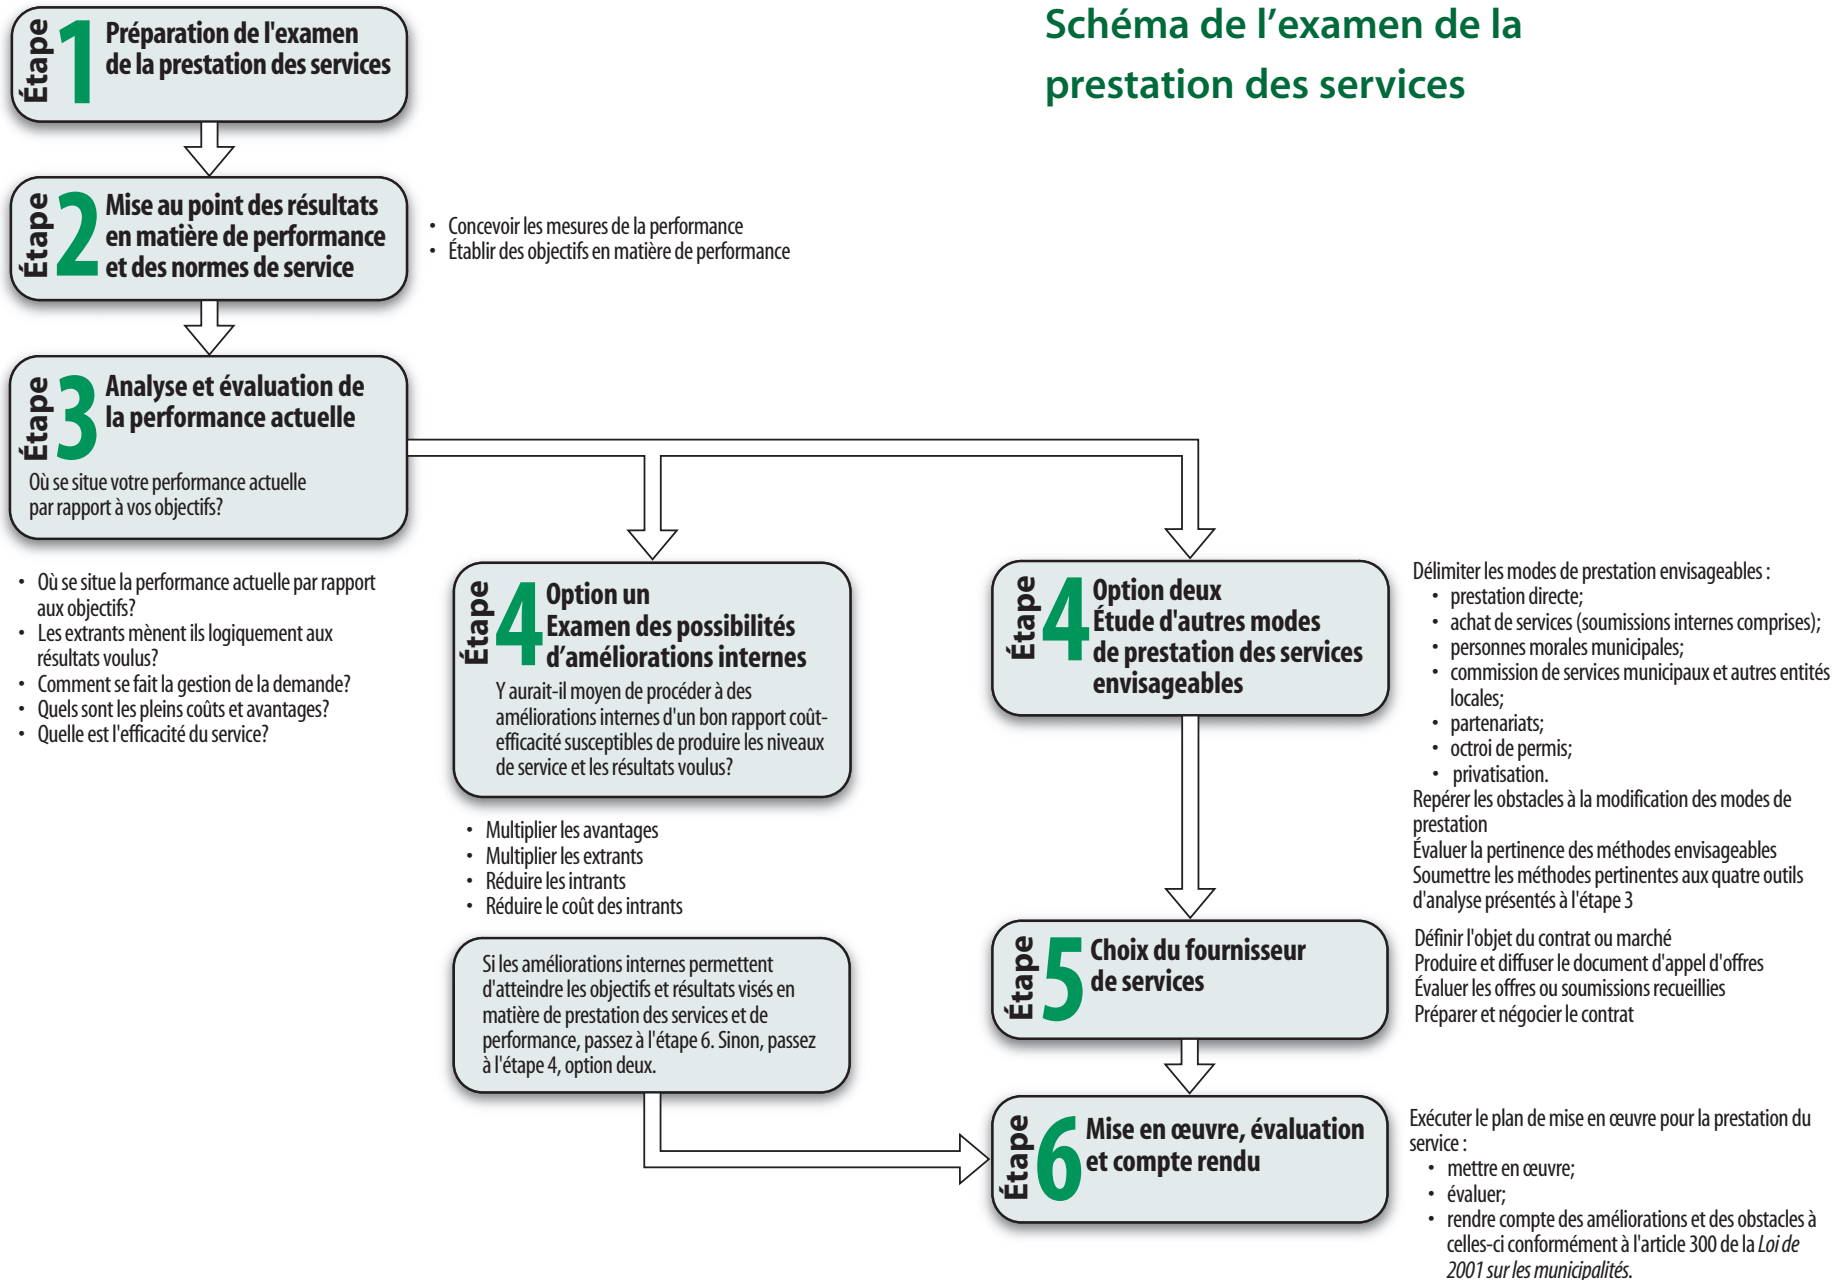 Schéma de l'examen de la
prestation des services
Étape 1
Préparation de l'examen
de la prestation des services
Étape 2
Mise au point des résultats
en matière de performance
et des normes de service
• Concevoir les mesures de la performance
• Établir des objectifs en matière de performance
Étape 3
Analyse et évaluation de
la performance actuelle
Où se situe votre performance actuelle
par rapport à vos objectifs?
• Où se situe la performance actuelle par rapport
aux objectifs?
• Les extrants mènent ils logiquement aux
résultats voulus?
• Comment se fait la gestion de la demande?
• Quels sont les pleins coûts et avantages?
• Quelle est l'efficacité du service?
Étape 4
Option un
Examen des possibilités
d’améliorations internes
Y aurait-il moyen de procéder à des
améliorations internes d'un bon rapport coût-
efficacité susceptibles de produire les niveaux
de service et les résultats voulus?
• Multiplier les avantages
• Multiplier les extrants
• Réduire les intrants
• Réduire le coût des intrants
Si les améliorations internes permettent
d'atteindre les objectifs et résultats visés en
matière de prestation des services et de
performance, passez à l'étape 6. Sinon, passez
à l'étape 4, option deux.
Étape 4
Option deux
Étude d'autres modes
de prestation des services
envisageables
Délimiter les modes de prestation envisageables :
• prestation directe;
• achat de services (soumissions internes comprises);
• personnes morales municipales;
• commission de services municipaux et autres entités
locales;
• partenariats;
• octroi de permis;
• privatisation.
Repérer les obstacles à la modification des modes de
prestation
Évaluer la pertinence des méthodes envisageables
Soumettre les méthodes pertinentes aux quatre outils
d'analyse présentés à l'étape 3
Étape 5
Choix du fournisseur
de services
Définir l'objet du contrat ou marché
Produire et diffuser le document d'appel d'offres
Évaluer les offres ou soumissions recueillies
Préparer et négocier le contrat
Étape 6
Mise en œuvre, évaluation
et compte rendu
Exécuter le plan de mise en œuvre pour la prestation du
service :
• mettre en œuvre;
• évaluer;
• rendre compte des améliorations et des obstacles à
celles-ci conformément à l'article 300 de la Loi de
2001 sur les municipalités.